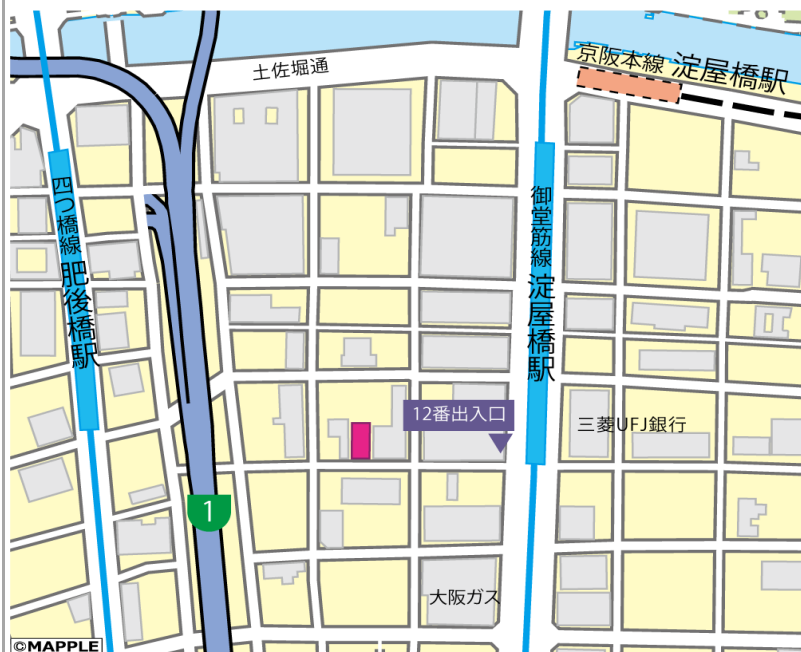 土佐堀通
京阪本線 淀屋橋駅
四つ橋線 肥後橋駅
御堂筋線 淀屋橋駅
12番出入口
三菱UFJ銀行
1
大阪ガス
©MAPPLE